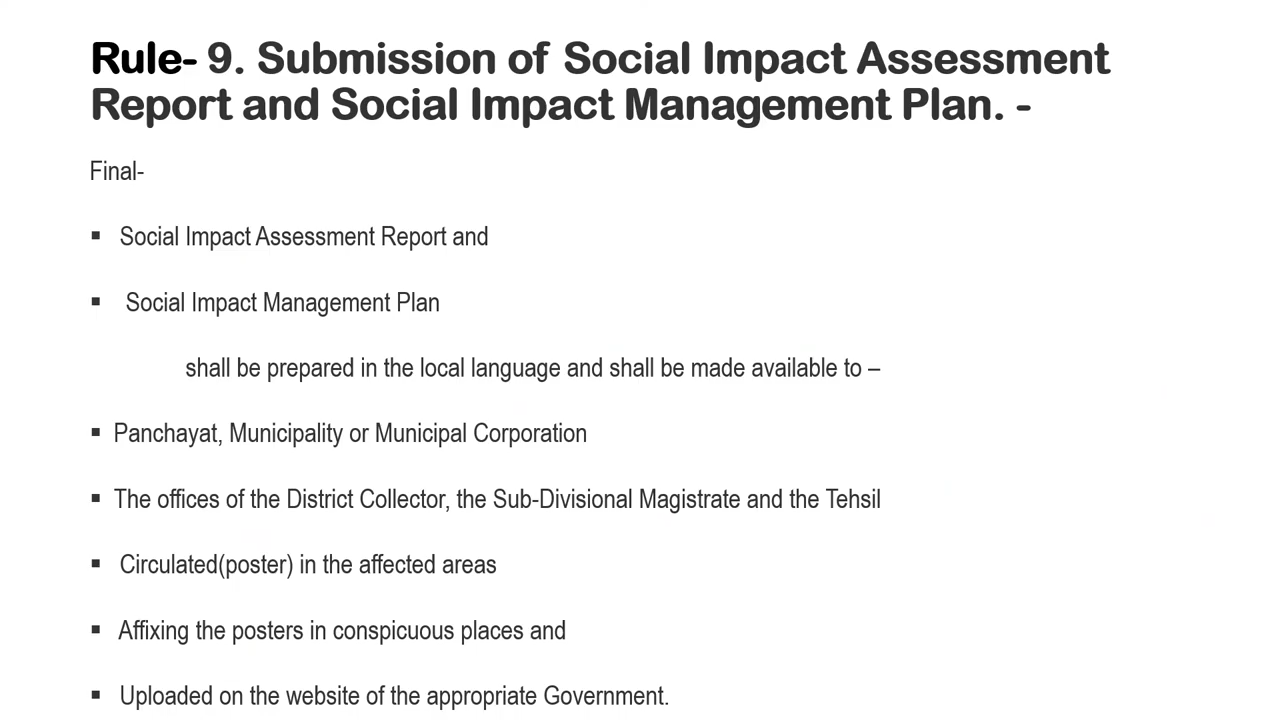 Rule- 9. Submission of Social Impact Assessment
Report and Social Impact Management Plan. -
Final-
▪ Social Impact Assessment Report and
▪ Social Impact Management Plan
shall be prepared in the local language and shall be made available to –
▪ Panchayat, Municipality or Municipal Corporation
▪ The offices of the District Collector, the Sub-Divisional Magistrate and the Tehsil
▪ Circulated(poster) in the affected areas
▪ Affixing the posters in conspicuous places and
▪ Uploaded on the website of the appropriate Government.